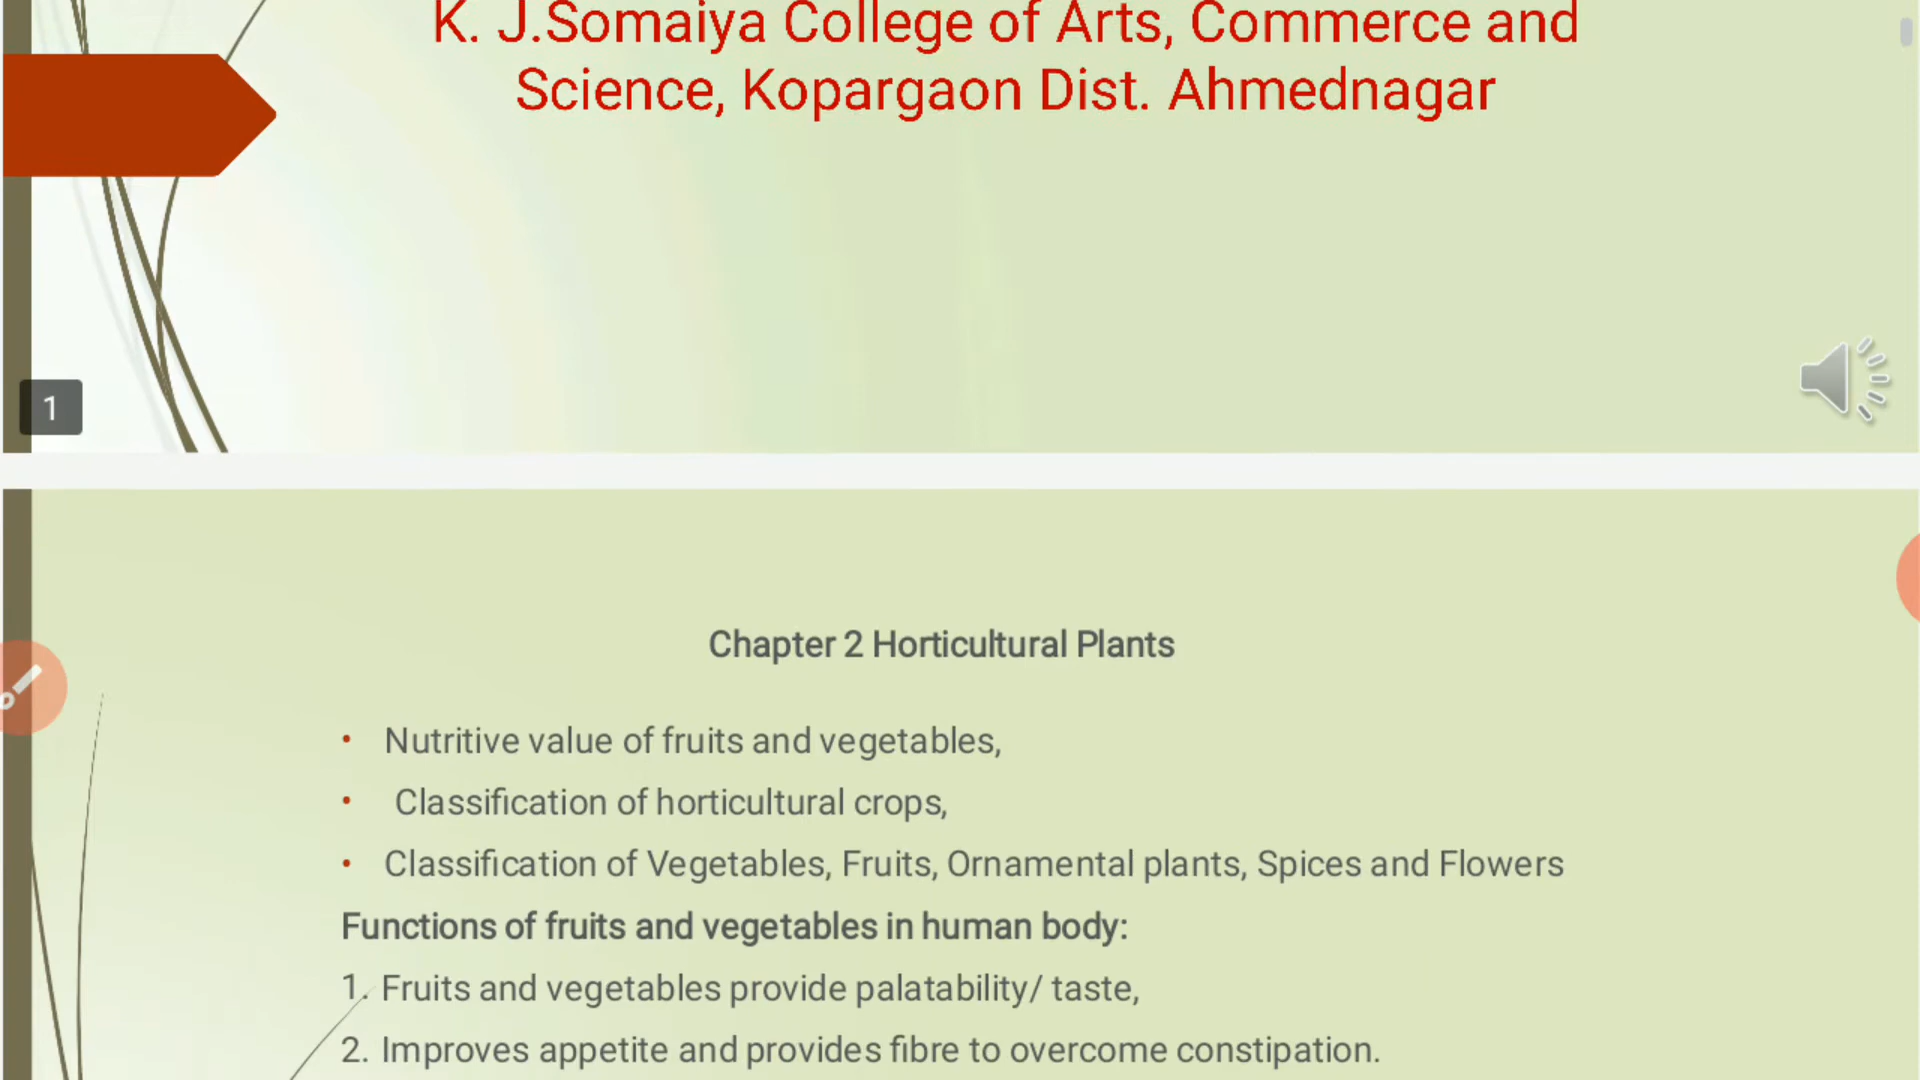 K. J.Somaiya College of Arts, Commerce and
Science, Kopargaon Dist. Ahmednagar
1
Chapter 2 Horticultural Plants
• Nutritive value of fruits and vegetables,
• Classification of horticultural crops,
• Classification of Vegetables, Fruits, Ornamental plants, Spices and Flowers
Functions of fruits and vegetables in human body:
1. Fruits and vegetables provide palatability/ taste,
2. Improves appetite and provides fibre to overcome constipation.